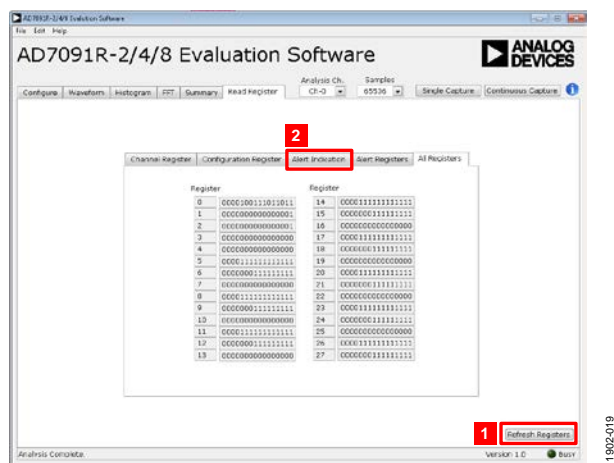 AD7091R-2/4/8 Evaluation Software
File Edit Help
AD7091R-2/4/8 Evaluation Software
ANALOG
DEVICES
Analysis Ch. Samples
Configure Waveform Histogram FFT Summary Read Register Ch-0 65536 Single Capture Continuous Capture i
2
Channel Register Configuration Register Alert Indication Alert Registers All Registers
Register Register
0 0000100111011011 14 0000111111111111
1 0000000000000001 15 0000000111111111
2 0000000000000001 16 0000000000000000
3 0000000000000000 17 0000111111111111
4 0000000000000000 18 0000000111111111
5 0000111111111111 19 0000000000000000
6 0000000111111111 20 0000111111111111
7 0000000000000000 21 0000000111111111
8 0000111111111111 22 0000000000000000
9 0000000111111111 23 0000111111111111
10 0000000000000000 24 0000000111111111
11 0000111111111111 25 0000000000000000
12 0000000111111111 26 0000111111111111
13 0000000000000000 27 0000000111111111
1 Refresh Registers
Analysis Complete. Version 1.0 Busy
1902-019